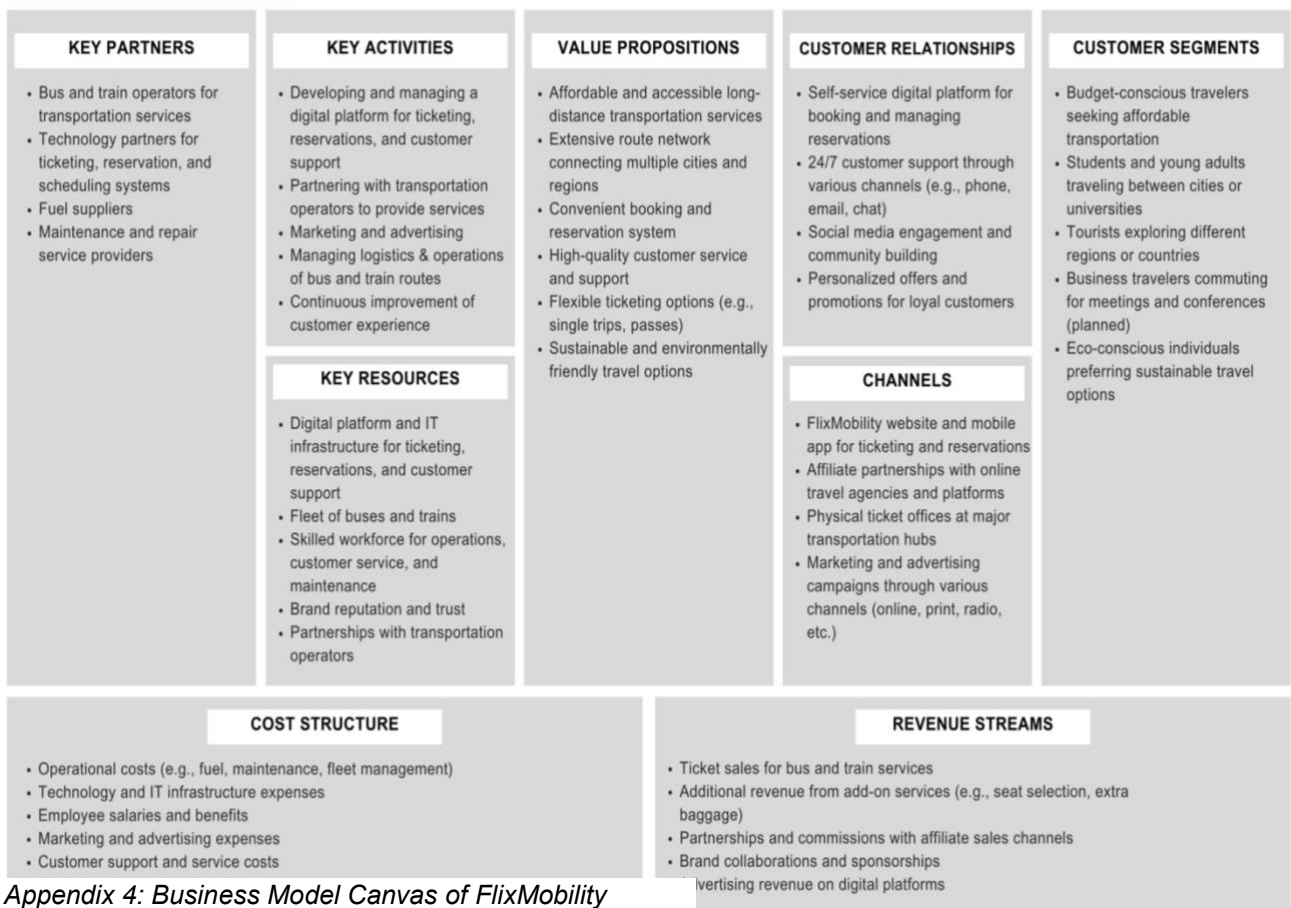 KEY PARTNERS
• Bus and train operators for
transportation services
• Technology partners for
ticketing, reservation, and
scheduling systems
• Fuel suppliers
• Maintenance and repair
service providers
KEY ACTIVITIES
• Developing and managing a
digital platform for ticketing,
reservations, and customer
support
• Partnering with transportation
operators to provide services
• Marketing and advertising
• Managing logistics & operations
of bus and train routes
• Continuous improvement of
customer experience
KEY RESOURCES
• Digital platform and IT
infrastructure for ticketing,
reservations, and customer
support
• Fleet of buses and trains
• Skilled workforce for operations,
customer service, and
maintenance
• Brand reputation and trust
• Partnerships with transportation
operators
VALUE PROPOSITIONS
• Affordable and accessible long-
distance transportation services
• Extensive route network
connecting multiple cities and
regions
• Convenient booking and
reservation system
• High-quality customer service
and support
• Flexible ticketing options (e.g.,
single trips, passes)
• Sustainable and environmentally
friendly travel options
CUSTOMER RELATIONSHIPS
• Self-service digital platform for
booking and managing
reservations
• 24/7 customer support through
various channels (e.g., phone,
email, chat)
• Social media engagement and
community building
• Personalized offers and
promotions for loyal customers
CHANNELS
• FlixMobility website and mobile
app for ticketing and reservations
• Affiliate partnerships with online
travel agencies and platforms
• Physical ticket offices at major
transportation hubs
• Marketing and advertising
campaigns through various
channels (online, print, radio,
etc.)
CUSTOMER SEGMENTS
• Budget-conscious travelers
seeking affordable
transportation
• Students and young adults
traveling between cities or
universities
• Tourists exploring different
regions or countries
• Business travelers commuting
for meetings and conferences
(planned)
• Eco-conscious individuals
preferring sustainable travel
options
COST STRUCTURE
• Operational costs (e.g., fuel, maintenance, fleet management)
• Technology and IT infrastructure expenses
• Employee salaries and benefits
• Marketing and advertising expenses
• Customer support and service costs
REVENUE STREAMS
• Ticket sales for bus and train services
• Additional revenue from add-on services (e.g., seat selection, extra
baggage)
• Partnerships and commissions with affiliate sales channels
• Brand collaborations and sponsorships
revenue on digital platforms
Appendix 4: Business Model Canvas of FlixMobility